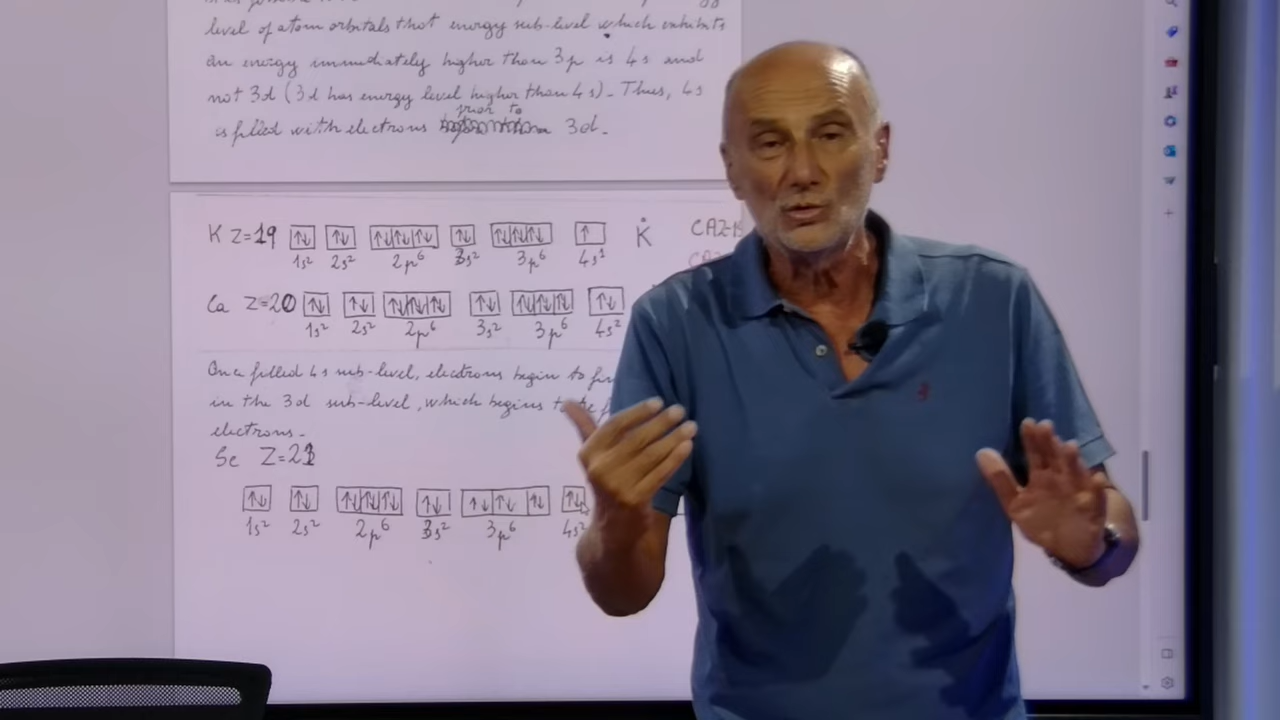 level of atom orbitals that energy sub-level which exhibits
an energy immediately higher than 3p is 4s and
not 3d (3d has energy level higher than 4s). Thus, 4s
prior to
is filled with electrons 3d.
K Z=19 ↑↓ ↑↓ ↑↓ ↑↓ ↑↓ ↑↓ ↑↓ ↑↓ ↑↓ ↑ K̇
1s² 2s² 2p⁶ 3s² 3p⁶ 4s¹
Ca Z=20 ↑↓ ↑↓ ↑↓ ↑↓ ↑↓ ↑↓ ↑↓ ↑↓ ↑↓ ↑↓
1s² 2s² 2p⁶ 3s² 3p⁶ 4s²
Once filled 4s sub-level, electrons begin to
in the 3d sub-level, which begins to be
electrons.
Sc Z=21
↑↓ ↑↓ ↑↓ ↑↓ ↑↓ ↑↓ ↑↓ ↑↓ ↑↓ ↑↓
1s² 2s² 2p⁶ 3s² 3p⁶ 4s²